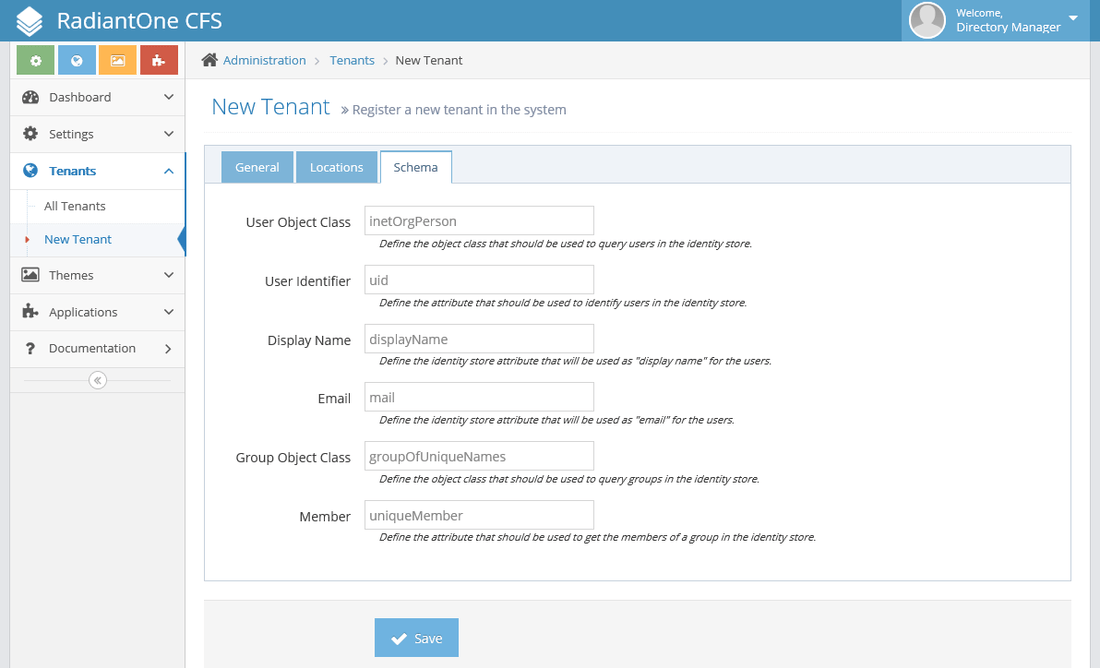 RadiantOne CFS
Welcome,
Directory Manager
Administration
Tenants
New Tenant
Dashboard
Settings
Tenants
All Tenants
New Tenant
Themes
Applications
Documentation
New Tenant » Register a new tenant in the system
General
Locations
Schema
User Object Class
inetOrgPerson
Define the object class that should be used to query users in the identity store.
User Identifier
uid
Define the attribute that should be used to identify users in the identity store.
Display Name
displayName
Define the identity store attribute that will be used as "display name" for the users.
Email
mail
Define the identity store attribute that will be used as "email" for the users.
Group Object Class
groupOfUniqueNames
Define the object class that should be used to query groups in the identity store.
Member
uniqueMember
Define the attribute that should be used to get the members of a group in the identity store.
Save